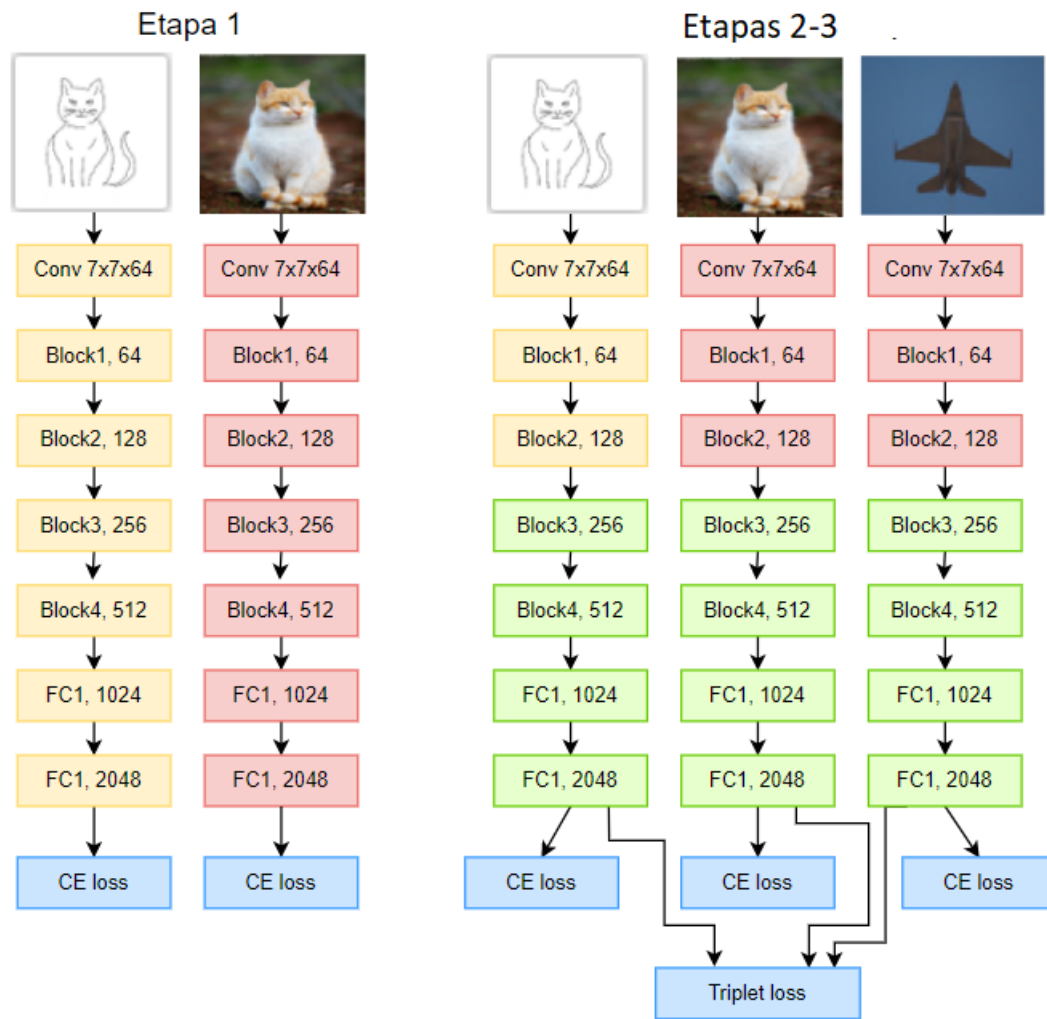 Etapa 1
Etapas 2-3
Conv 7x7x64
Conv 7x7x64
Conv 7x7x64
Conv 7x7x64
Conv 7x7x64
Block1, 64
Block1, 64
Block1, 64
Block1, 64
Block1, 64
Block2, 128
Block2, 128
Block2, 128
Block2, 128
Block2, 128
Block3, 256
Block3, 256
Block3, 256
Block3, 256
Block3, 256
Block4, 512
Block4, 512
Block4, 512
Block4, 512
Block4, 512
FC1, 1024
FC1, 1024
FC1, 1024
FC1, 1024
FC1, 1024
FC1, 2048
FC1, 2048
FC1, 2048
FC1, 2048
FC1, 2048
CE loss
CE loss
CE loss
CE loss
CE loss
Triplet loss